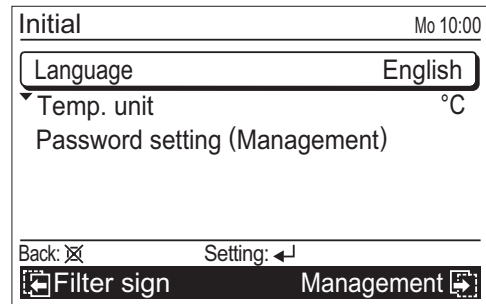 Initial Mo 10:00
Language English
Temp. unit °C
Password setting (Management)
Back: Setting:
Filter sign Management